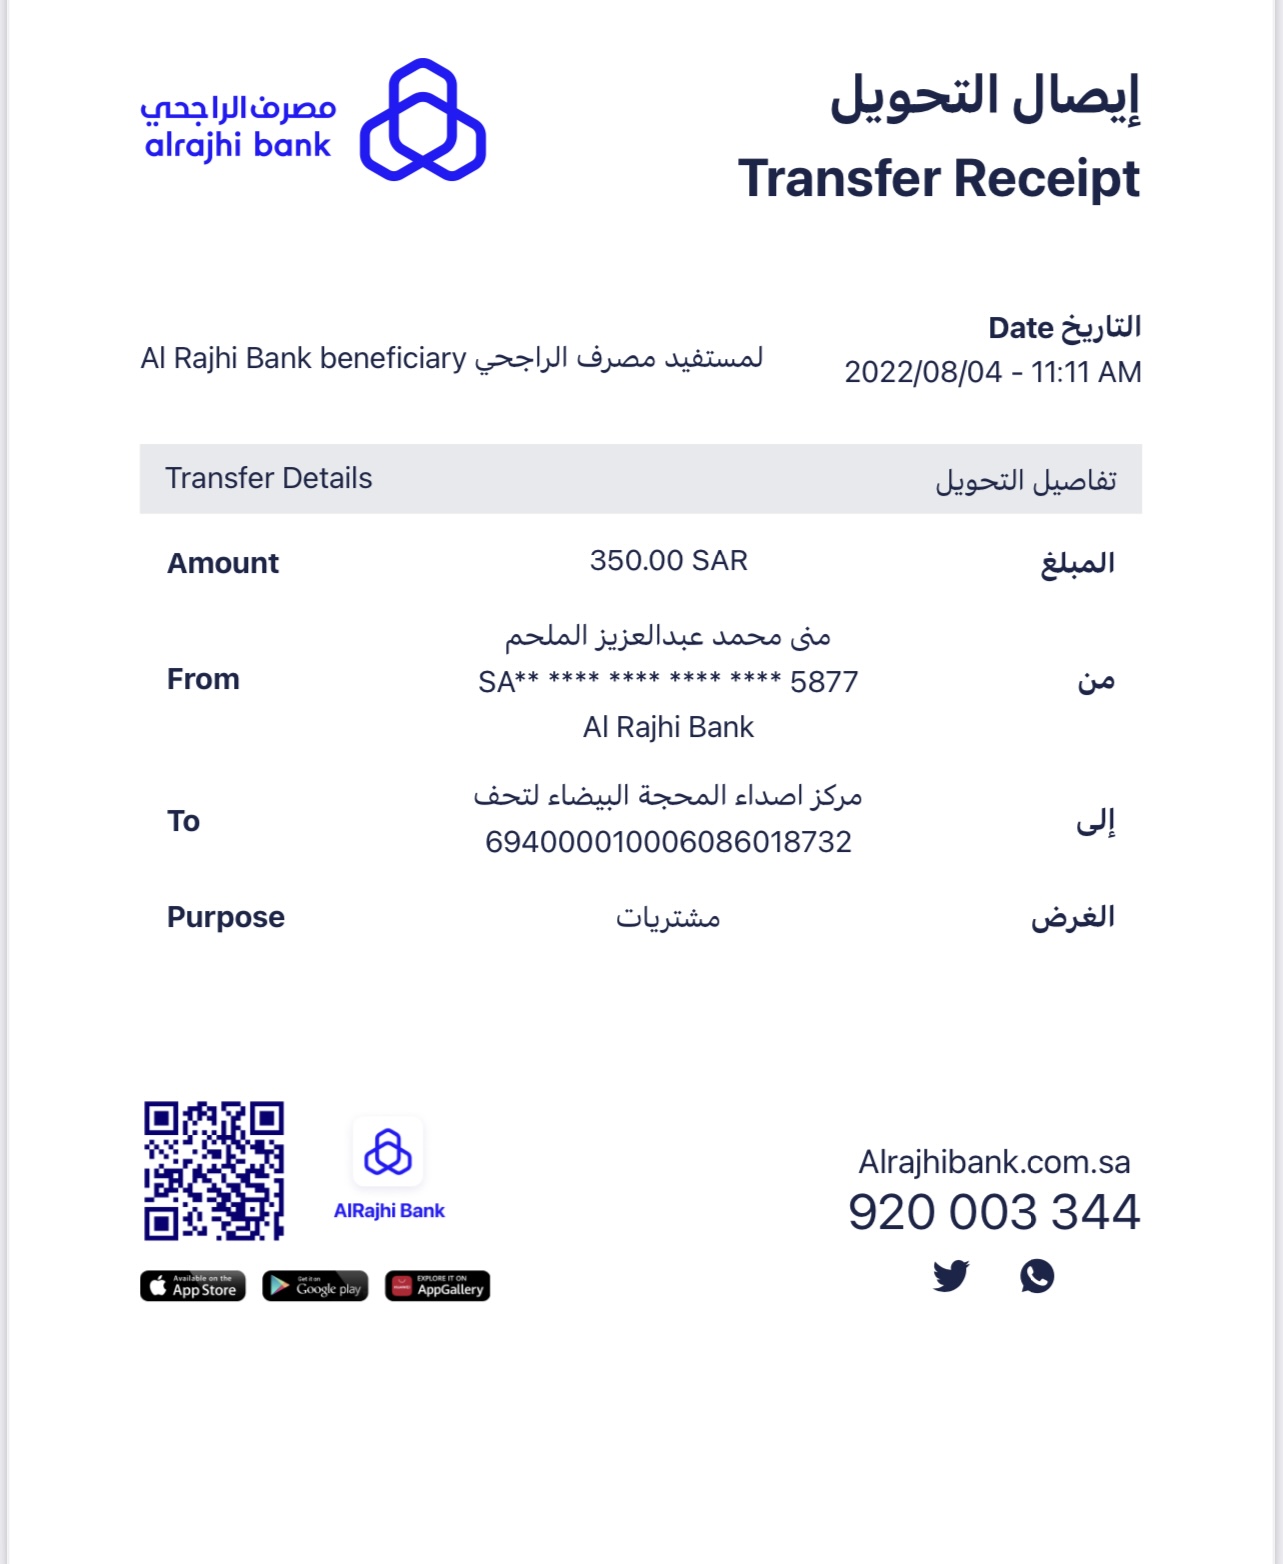 مصرف الراجحي
alrajhi bank
إيصال التحويل
Transfer Receipt
التاريخ Date
2022/08/04 - 11:11 AM
Al Rajhi Bank beneficiary لمستفيد مصرف الراجحي
Transfer Details تفاصيل التحويل
Amount 350.00 SAR المبلغ
منى محمد عبدالعزيز الملحم
From SA** **** **** **** **** 5877 من
Al Rajhi Bank
مركز اصداء المحجة البيضاء لتحف
To 694000010006086018732 إلى
Purpose مشتريات الغرض
AlRajhi Bank
Available on the
App Store
Get it on
Google play
HUAWEI
EXPLORE IT ON
AppGallery
Alrajhibank.com.sa
920 003 344